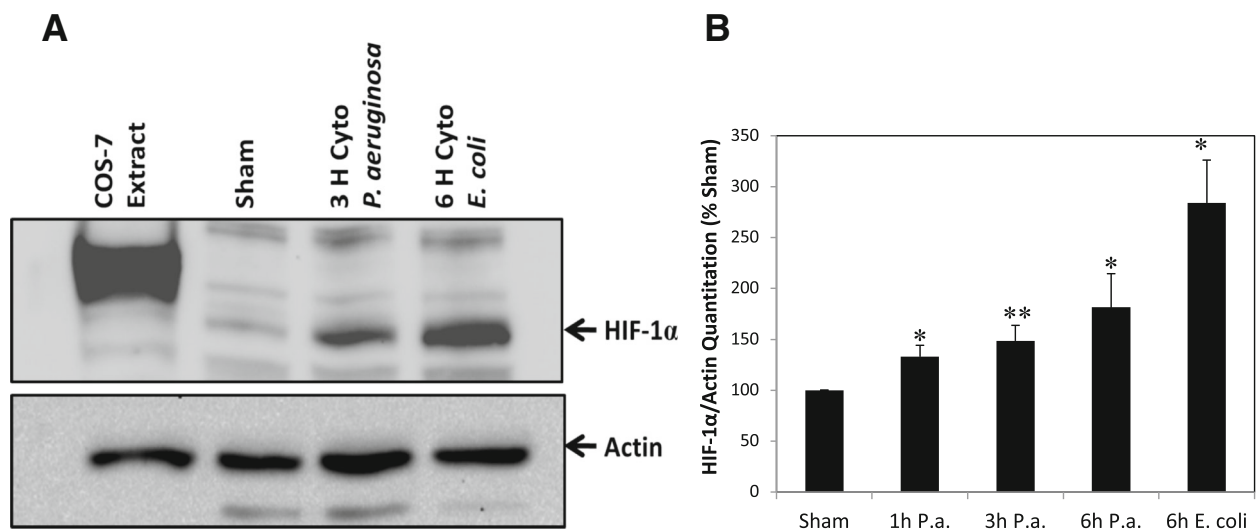 A
COS-7
Extract
Sham
3 H Cyto
P. aeruginosa
6 H Cyto
E. coli
HIF-1α
Actin
B
HIF-1α/Actin Quantitation (% Sham)
350
300
250
200
150
100
50
0
*
**
*
*
Sham
1h P.a.
3h P.a.
6h P.a.
6h E. coli